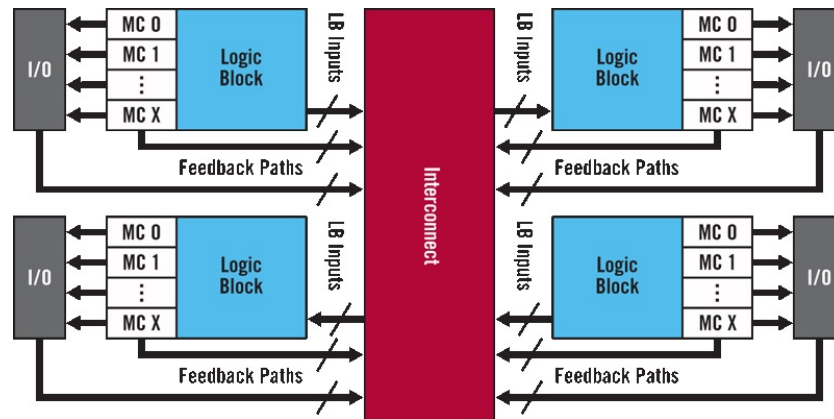 I/O
MC 0
MC 1
⋮
MC X
Logic
Block
LB Inputs
Feedback Paths
Interconnect
LB Inputs
Logic
Block
MC 0
MC 1
⋮
MC X
I/O
Feedback Paths
I/O
MC 0
MC 1
⋮
MC X
Logic
Block
LB Inputs
Feedback Paths
LB Inputs
Logic
Block
MC 0
MC 1
⋮
MC X
I/O
Feedback Paths